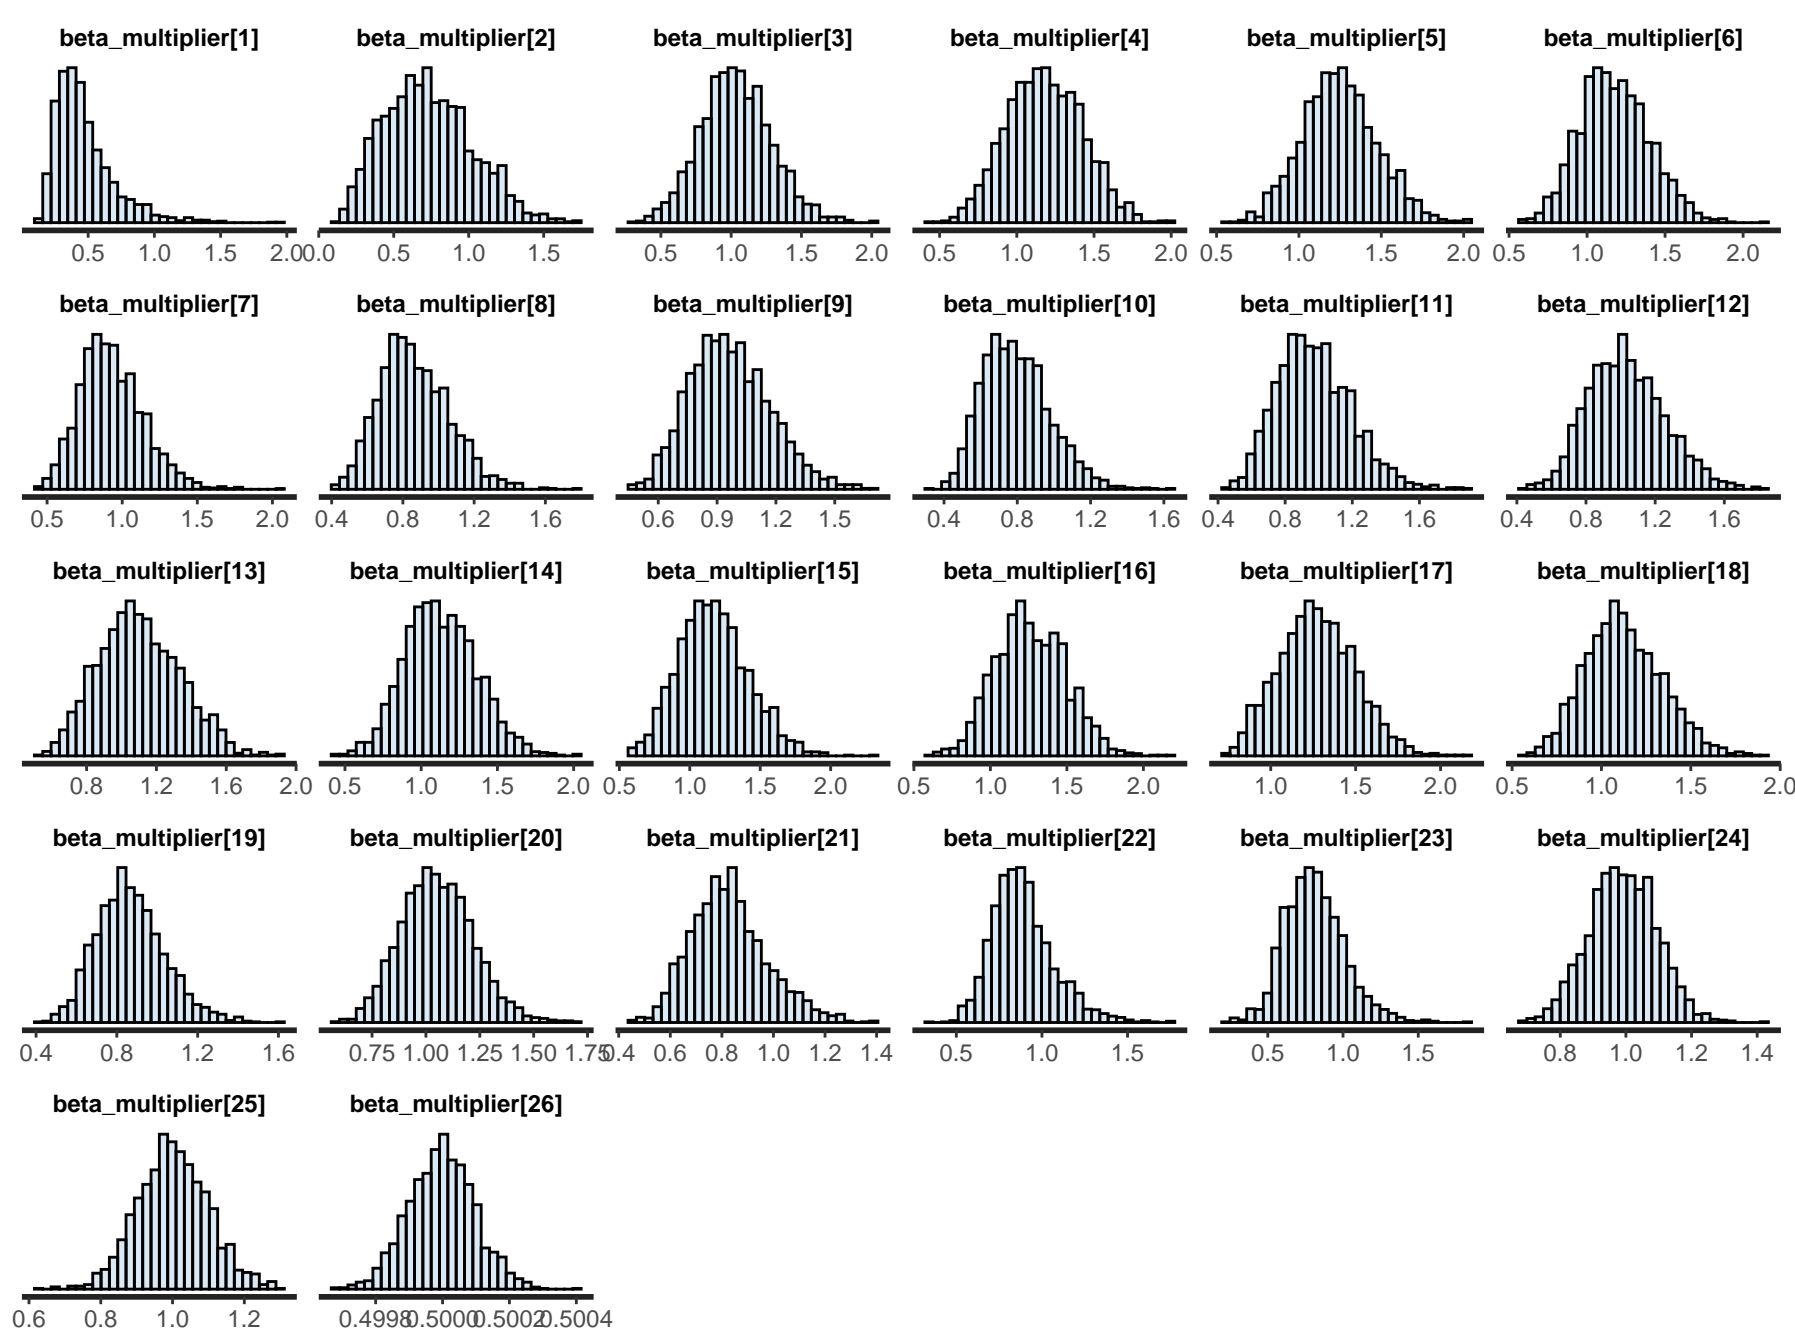 beta_multiplier[1] beta_multiplier[2] beta_multiplier[3] beta_multiplier[4] beta_multiplier[5] beta_multiplier[6]
0.5 1.0 1.5 2.0 0.0 0.5 1.0 1.5 0.5 1.0 1.5 2.0 0.5 1.0 1.5 2.0 0.5 1.0 1.5 2.0 0.5 1.0 1.5 2.0
beta_multiplier[7] beta_multiplier[8] beta_multiplier[9] beta_multiplier[10] beta_multiplier[11] beta_multiplier[12]
0.5 1.0 1.5 2.0 0.4 0.8 1.2 1.6 0.6 0.9 1.2 1.5 0.4 0.8 1.2 1.6 0.4 0.8 1.2 1.6 0.4 0.8 1.2 1.6
beta_multiplier[13] beta_multiplier[14] beta_multiplier[15] beta_multiplier[16] beta_multiplier[17] beta_multiplier[18]
0.8 1.2 1.6 2.0 0.5 1.0 1.5 2.0 0.5 1.0 1.5 2.0 0.5 1.0 1.5 2.0 1.0 1.5 2.0 0.5 1.0 1.5 2.0
beta_multiplier[19] beta_multiplier[20] beta_multiplier[21] beta_multiplier[22] beta_multiplier[23] beta_multiplier[24]
0.4 0.8 1.2 1.6 0.75 1.00 1.25 1.50 1.75 0.4 0.6 0.8 1.0 1.2 1.4 0.5 1.0 1.5 0.5 1.0 1.5 0.8 1.0 1.2 1.4
beta_multiplier[25] beta_multiplier[26]
0.6 0.8 1.0 1.2 0.4998 0.5000 0.5002 0.5004